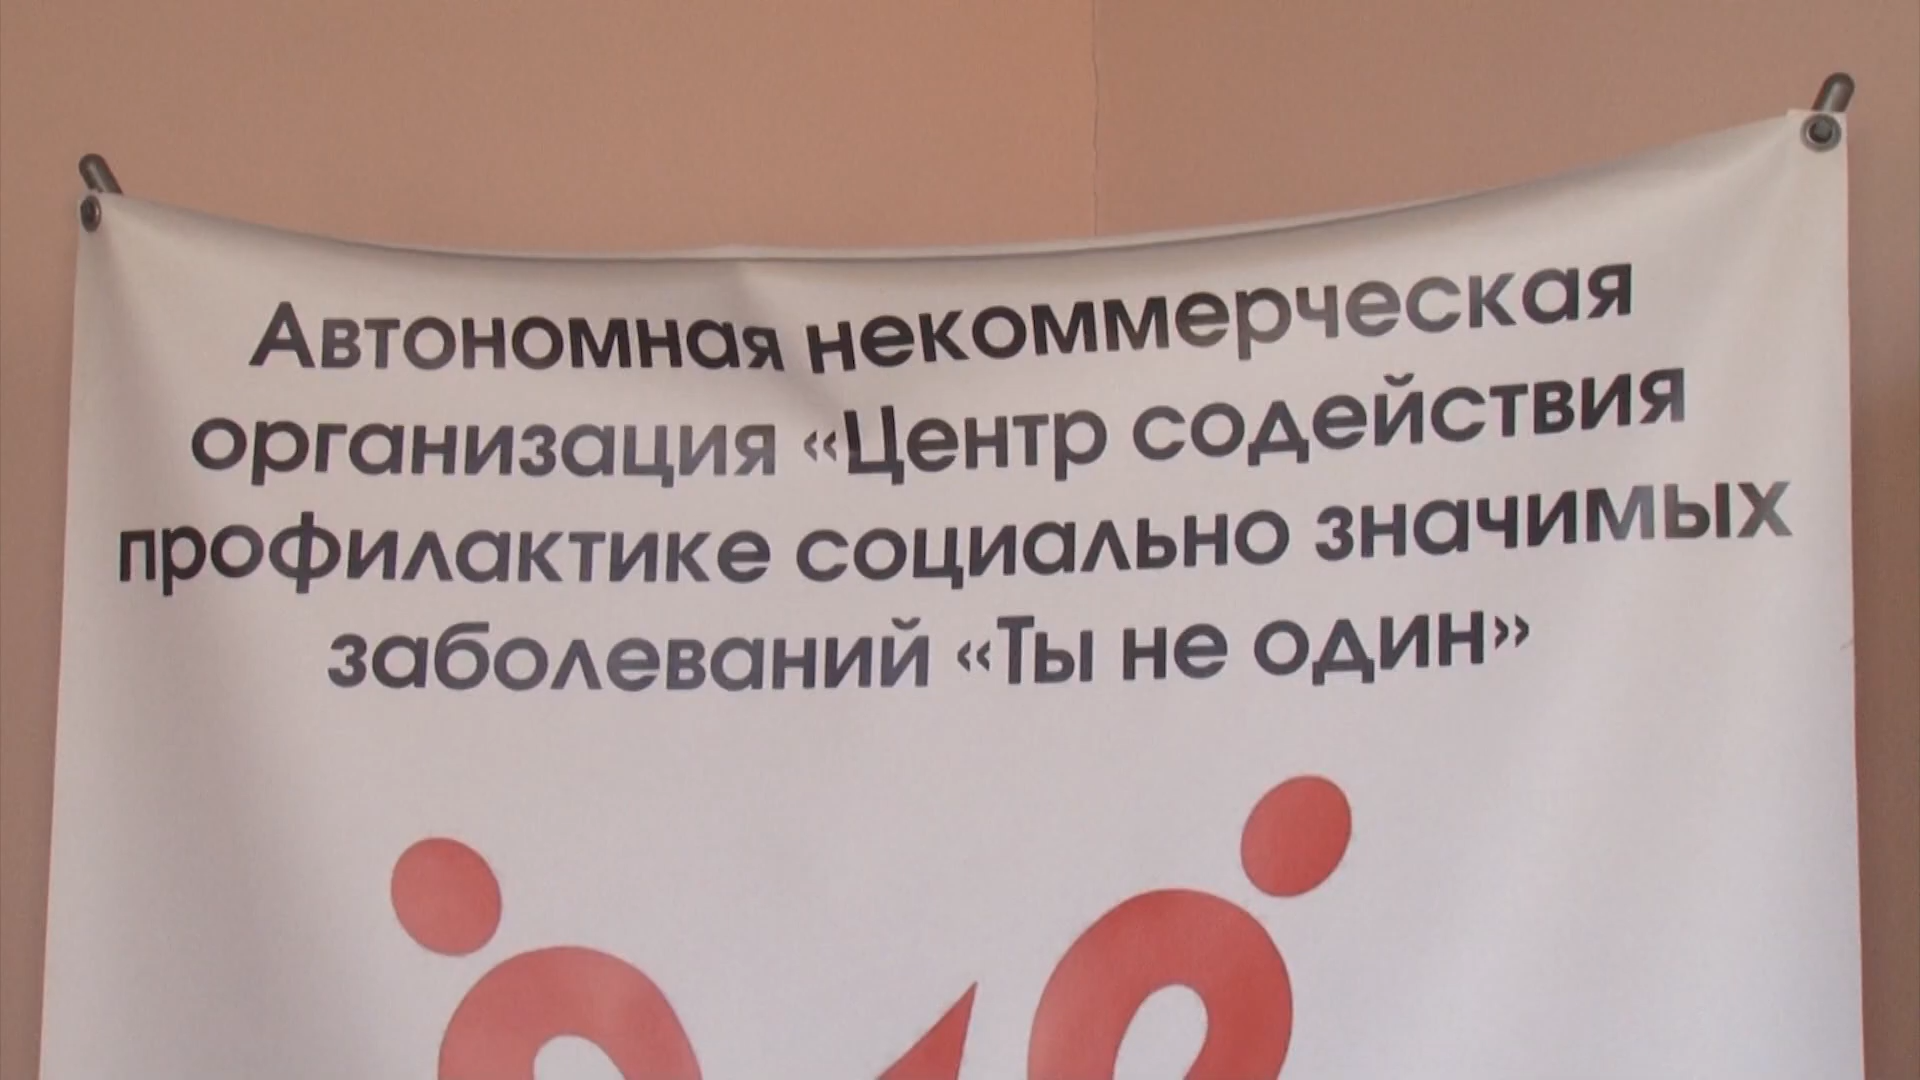 Автономная некоммерческая
организация «Центр содействия
профилактике социально значимых
заболеваний «Ты не один»